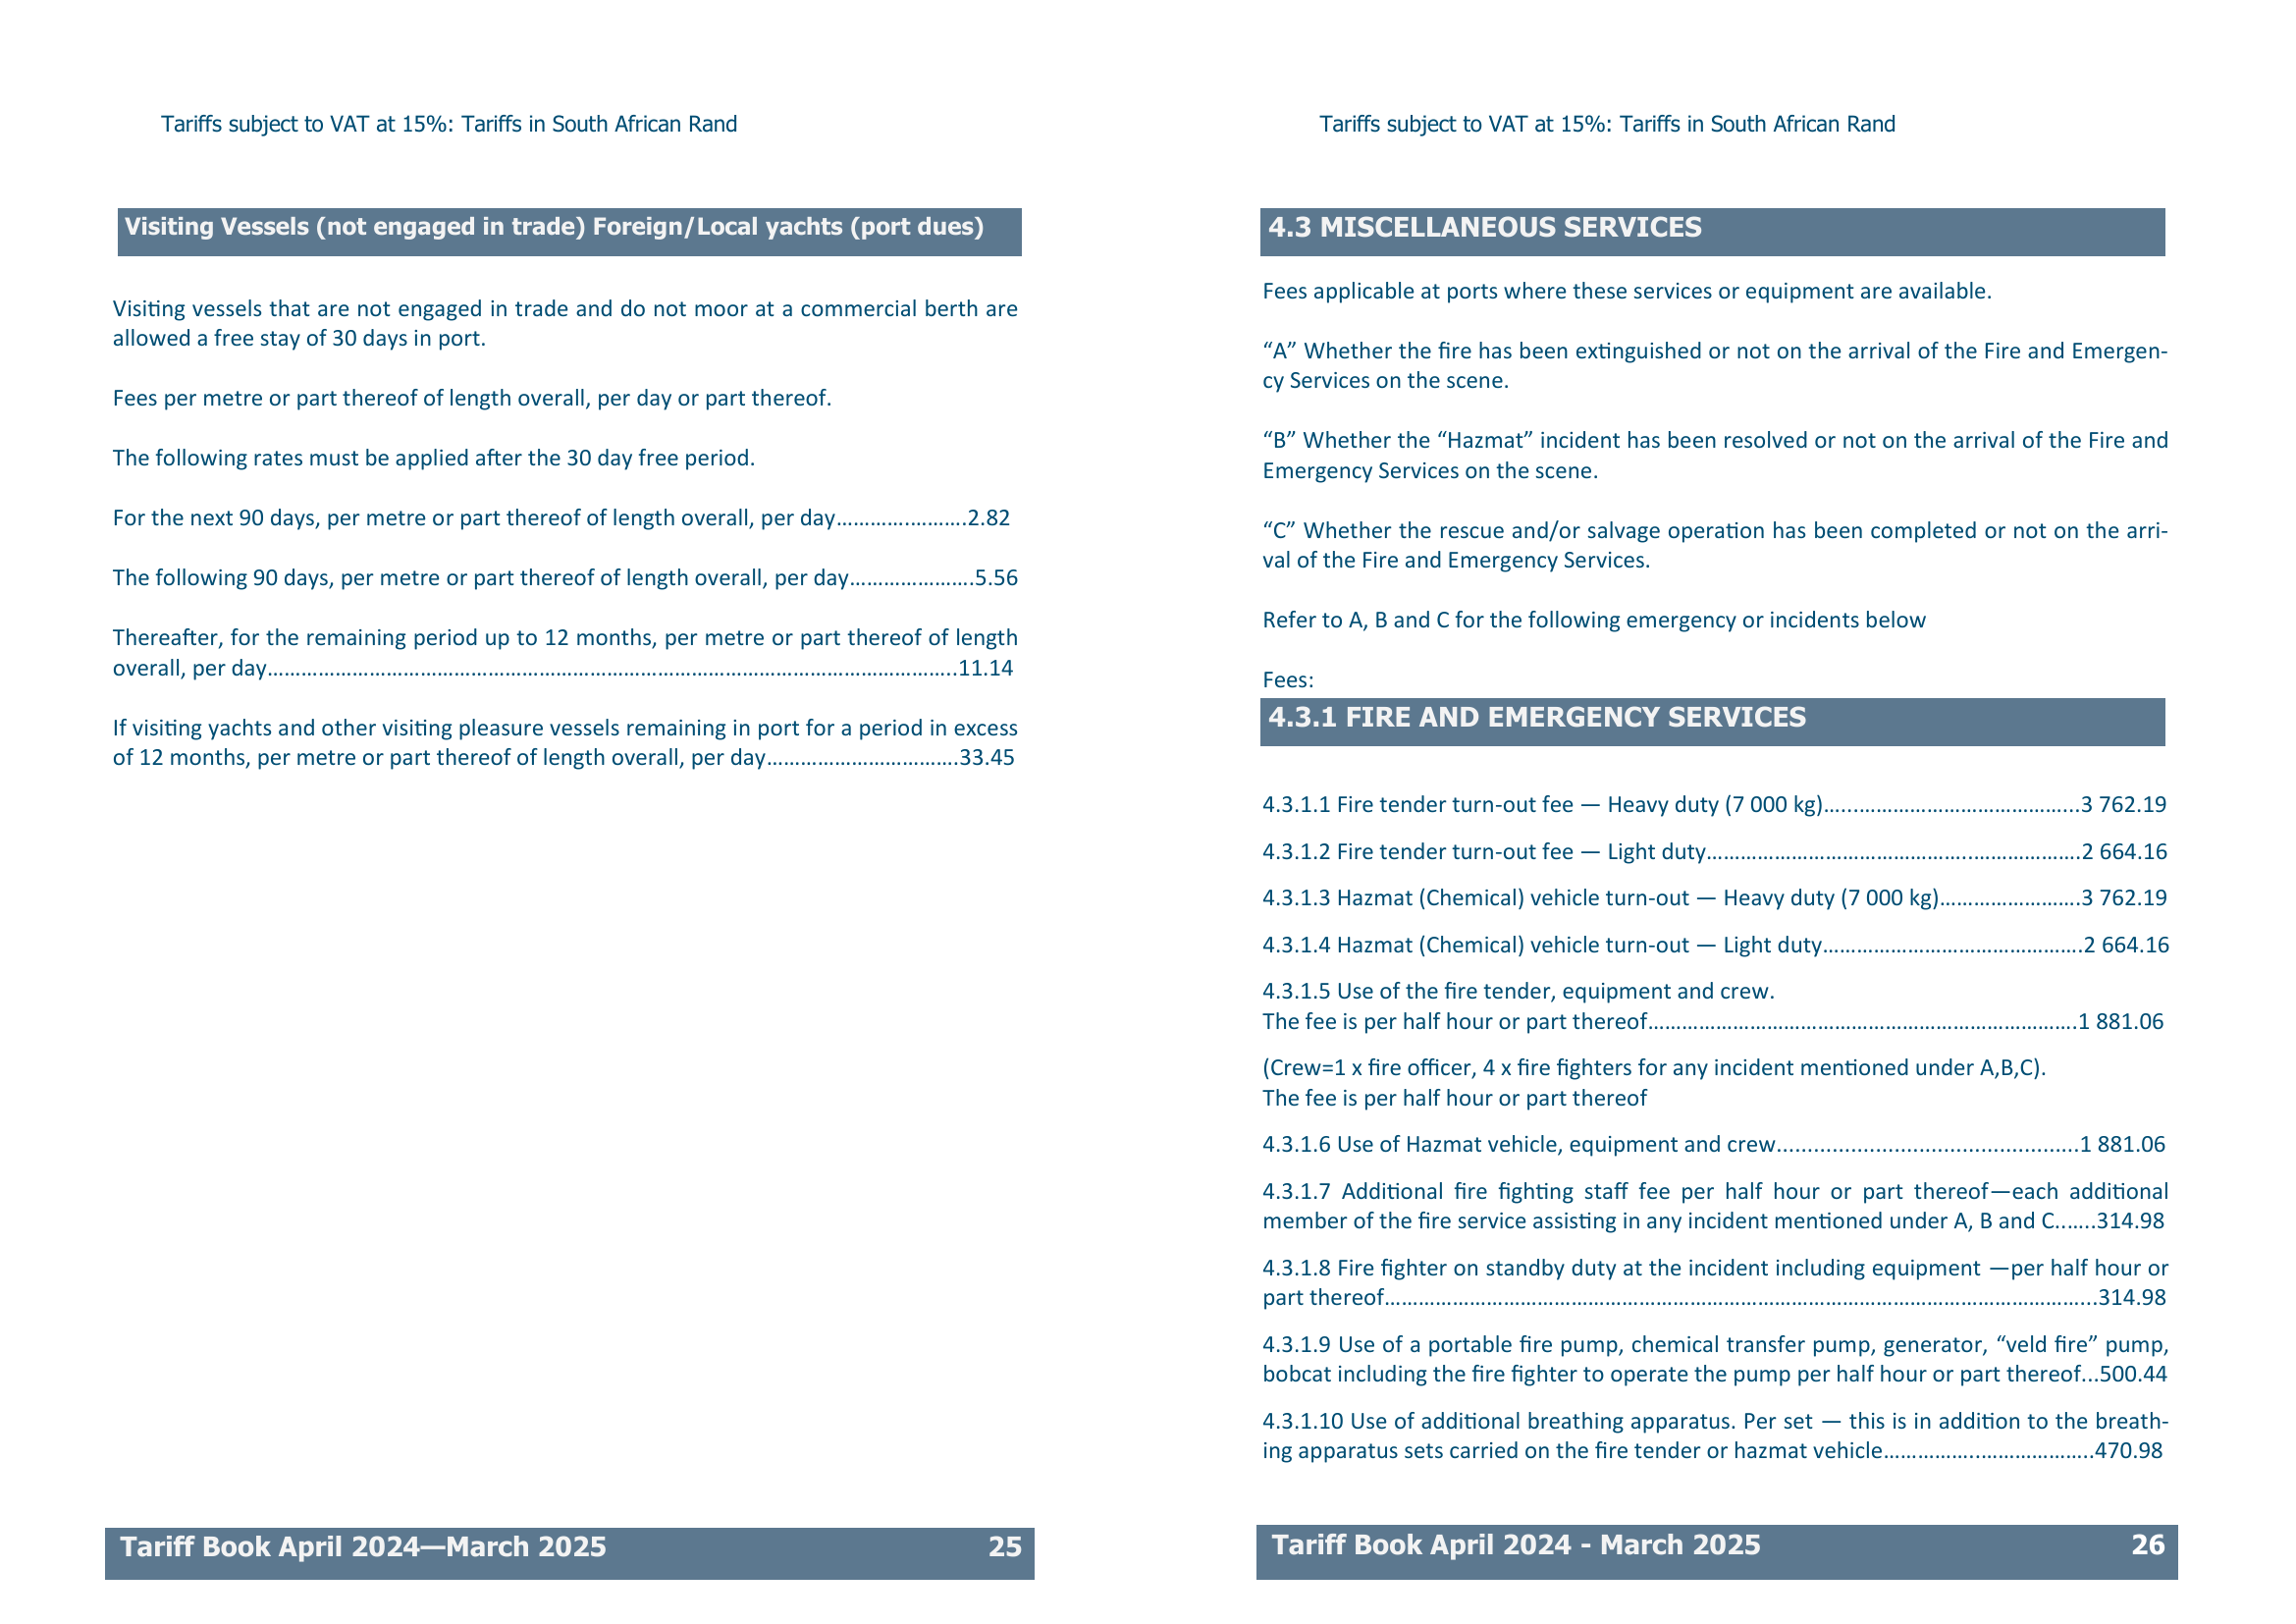 Tariffs subject to VAT at 15%: Tariffs in South African Rand
Visiting Vessels (not engaged in trade) Foreign/Local yachts (port dues)
Visiting vessels that are not engaged in trade and do not moor at a commercial berth are
allowed a free stay of 30 days in port.
Fees per metre or part thereof of length overall, per day or part thereof.
The following rates must be applied after the 30 day free period.
For the next 90 days, per metre or part thereof of length overall, per day…………..……….2.82
The following 90 days, per metre or part thereof of length overall, per day………………….5.56
Thereafter, for the remaining period up to 12 months, per metre or part thereof of length
overall, per day…………………………………………………………………………………………………………..11.14
If visiting yachts and other visiting pleasure vessels remaining in port for a period in excess
of 12 months, per metre or part thereof of length overall, per day…………………………….33.45
Tariff Book April 2024—March 2025 25
Tariffs subject to VAT at 15%: Tariffs in South African Rand
4.3 MISCELLANEOUS SERVICES
Fees applicable at ports where these services or equipment are available.
“A” Whether the fire has been extinguished or not on the arrival of the Fire and Emergen-
cy Services on the scene.
“B” Whether the “Hazmat” incident has been resolved or not on the arrival of the Fire and
Emergency Services on the scene.
“C” Whether the rescue and/or salvage operation has been completed or not on the arri-
val of the Fire and Emergency Services.
Refer to A, B and C for the following emergency or incidents below
Fees:
4.3.1 FIRE AND EMERGENCY SERVICES
4.3.1.1 Fire tender turn-out fee — Heavy duty (7 000 kg)…..………………………………...3 762.19
4.3.1.2 Fire tender turn-out fee — Light duty………………………………………..……………….2 664.16
4.3.1.3 Hazmat (Chemical) vehicle turn-out — Heavy duty (7 000 kg)…………………….3 762.19
4.3.1.4 Hazmat (Chemical) vehicle turn-out — Light duty……………………………………….2 664.16
4.3.1.5 Use of the fire tender, equipment and crew.
The fee is per half hour or part thereof………………………………………………………………….1 881.06
(Crew=1 x fire officer, 4 x fire fighters for any incident mentioned under A,B,C).
The fee is per half hour or part thereof
4.3.1.6 Use of Hazmat vehicle, equipment and crew.............................................1 881.06
4.3.1.7 Additional fire fighting staff fee per half hour or part thereof—each additional
member of the fire service assisting in any incident mentioned under A, B and C.......314.98
4.3.1.8 Fire fighter on standby duty at the incident including equipment —per half hour or
part thereof……………………………………………………………………………………………………………...314.98
4.3.1.9 Use of a portable fire pump, chemical transfer pump, generator, “veld fire” pump,
bobcat including the fire fighter to operate the pump per half hour or part thereof...500.44
4.3.1.10 Use of additional breathing apparatus. Per set — this is in addition to the breath-
ing apparatus sets carried on the fire tender or hazmat vehicle……………..………………..470.98
Tariff Book April 2024 - March 2025 26